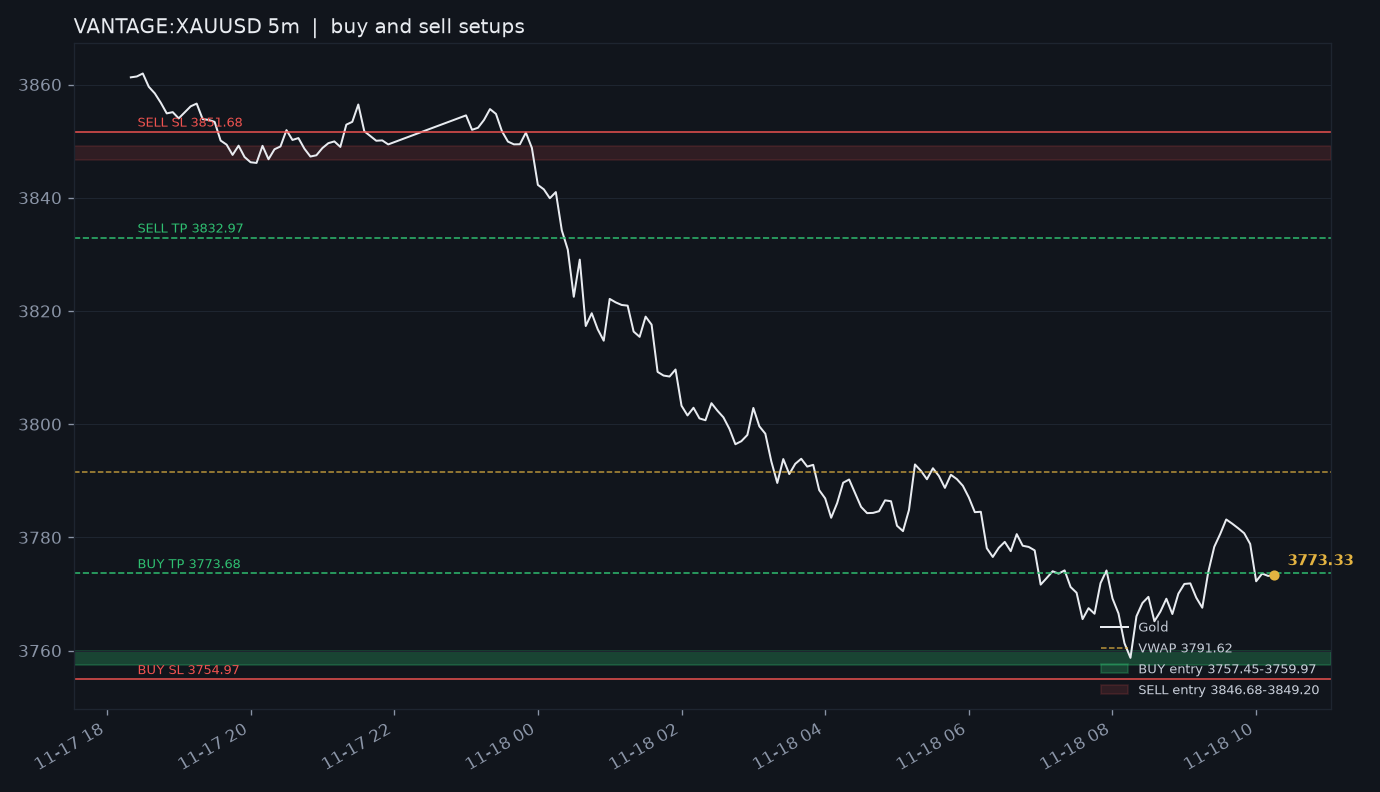 VANTAGE:XAUUSD 5m | buy and sell setups
3860
SELL SL 3851.68
3840
SELL TP 3832.97
3820
3800
3780
BUY TP 3773.68
3773.33
3760
BUY SL 3754.97
Gold
VWAP 3791.62
BUY entry 3757.45-3759.97
SELL entry 3846.68-3849.20
11-17 18
11-17 20
11-17 22
11-18 00
11-18 02
11-18 04
11-18 06
11-18 08
11-18 10